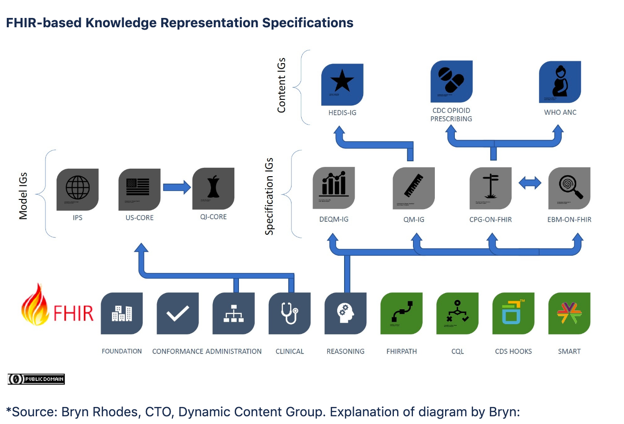 FHIR-based Knowledge Representation Specifications
Content IGs
HEDIS-IG
CDC OPIOID
PRESCRIBING
WHO ANC
Model IGs
IPS
US-CORE
QI-CORE
Specification IGs
DEQM-IG
QM-IG
CPG-ON-FHIR
EBM-ON-FHIR
FHIR
FOUNDATION
CONFORMANCE
ADMINISTRATION
CLINICAL
REASONING
FHIRPATH
CQL
CDS HOOKS
SMART
PUBLIC DOMAIN
*Source: Bryn Rhodes, CTO, Dynamic Content Group. Explanation of diagram by Bryn: